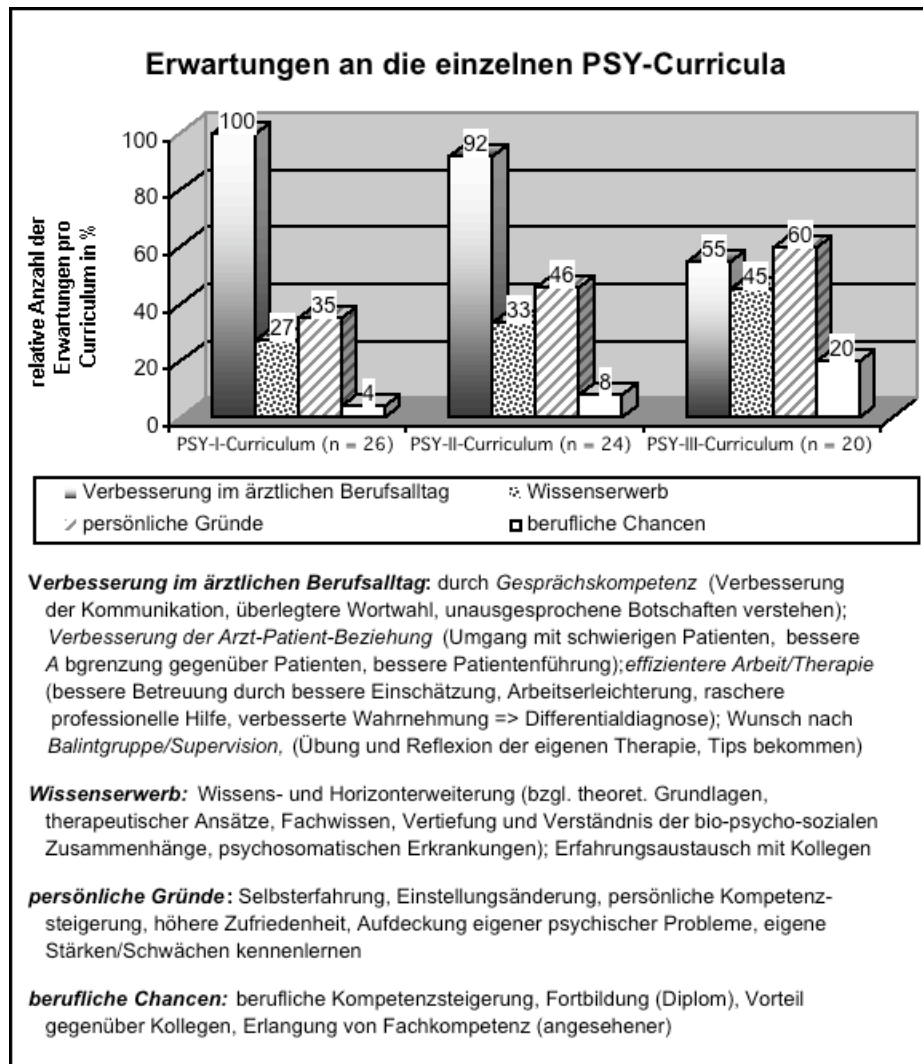 Erwartungen an die einzelnen PSY-Curricula
relative Anzahl der
Erwartungen pro
Curriculum in %
100
80
60
40
20
0
100
27
35
4
92
33
46
8
55
45
60
20
PSY-I-Curriculum (n = 26)
PSY-II-Curriculum (n = 24)
PSY-III-Curriculum (n = 20)
Verbesserung im ärztlichen Berufsalltag
Wissenserwerb
persönliche Gründe
berufliche Chancen
Verbesserung im ärztlichen Berufsalltag: durch Gesprächskompetenz (Verbesserung
der Kommunikation, überlegtere Wortwahl, unausgesprochene Botschaften verstehen);
Verbesserung der Arzt-Patient-Beziehung (Umgang mit schwierigen Patienten, bessere
A bgrenzung gegenüber Patienten, bessere Patientenführung);effizientere Arbeit/Therapie
(bessere Betreuung durch bessere Einschätzung, Arbeitserleichterung, raschere
professionelle Hilfe, verbesserte Wahrnehmung => Differentialdiagnose); Wunsch nach
Balintgruppe/Supervision, (Übung und Reflexion der eigenen Therapie, Tips bekommen)
Wissenserwerb: Wissens- und Horizonterweiterung (bzgl. theoret. Grundlagen,
therapeutischer Ansätze, Fachwissen, Vertiefung und Verständnis der bio-psycho-sozialen
Zusammenhänge, psychosomatischen Erkrankungen); Erfahrungsaustausch mit Kollegen
persönliche Gründe: Selbsterfahrung, Einstellungsänderung, persönliche Kompetenz-
steigerung, höhere Zufriedenheit, Aufdeckung eigener psychischer Probleme, eigene
Stärken/Schwächen kennenlernen
berufliche Chancen: berufliche Kompetenzsteigerung, Fortbildung (Diplom), Vorteil
gegenüber Kollegen, Erlangung von Fachkompetenz (angesehener)